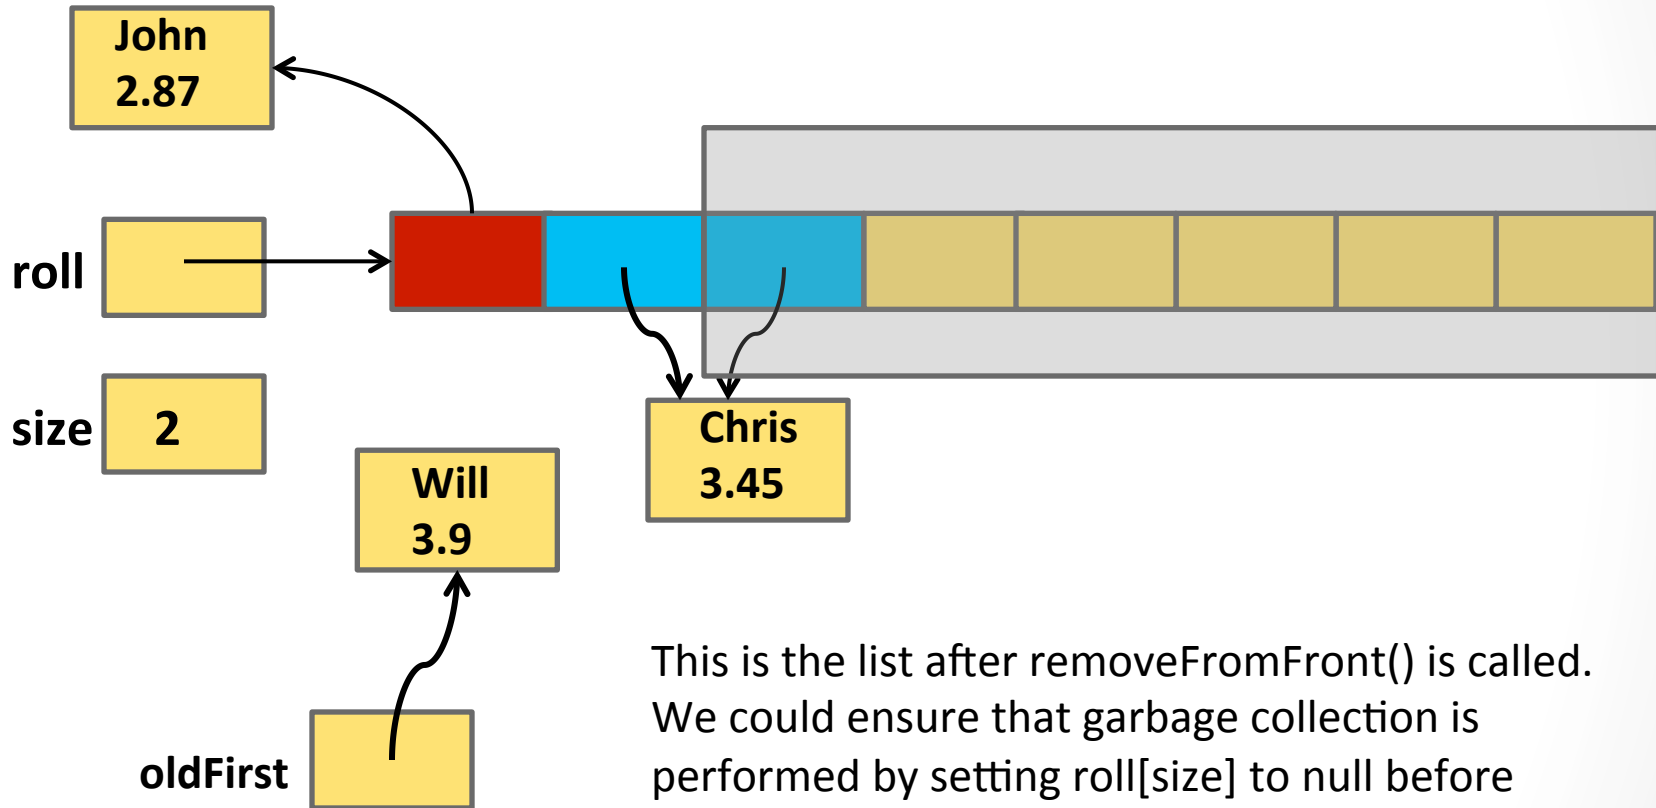 John
2.87
roll
size
2
Chris
3.45
Will
3.9
oldFirst
This is the list after removeFromFront() is called.
We could ensure that garbage collection is
performed by setting roll[size] to null before